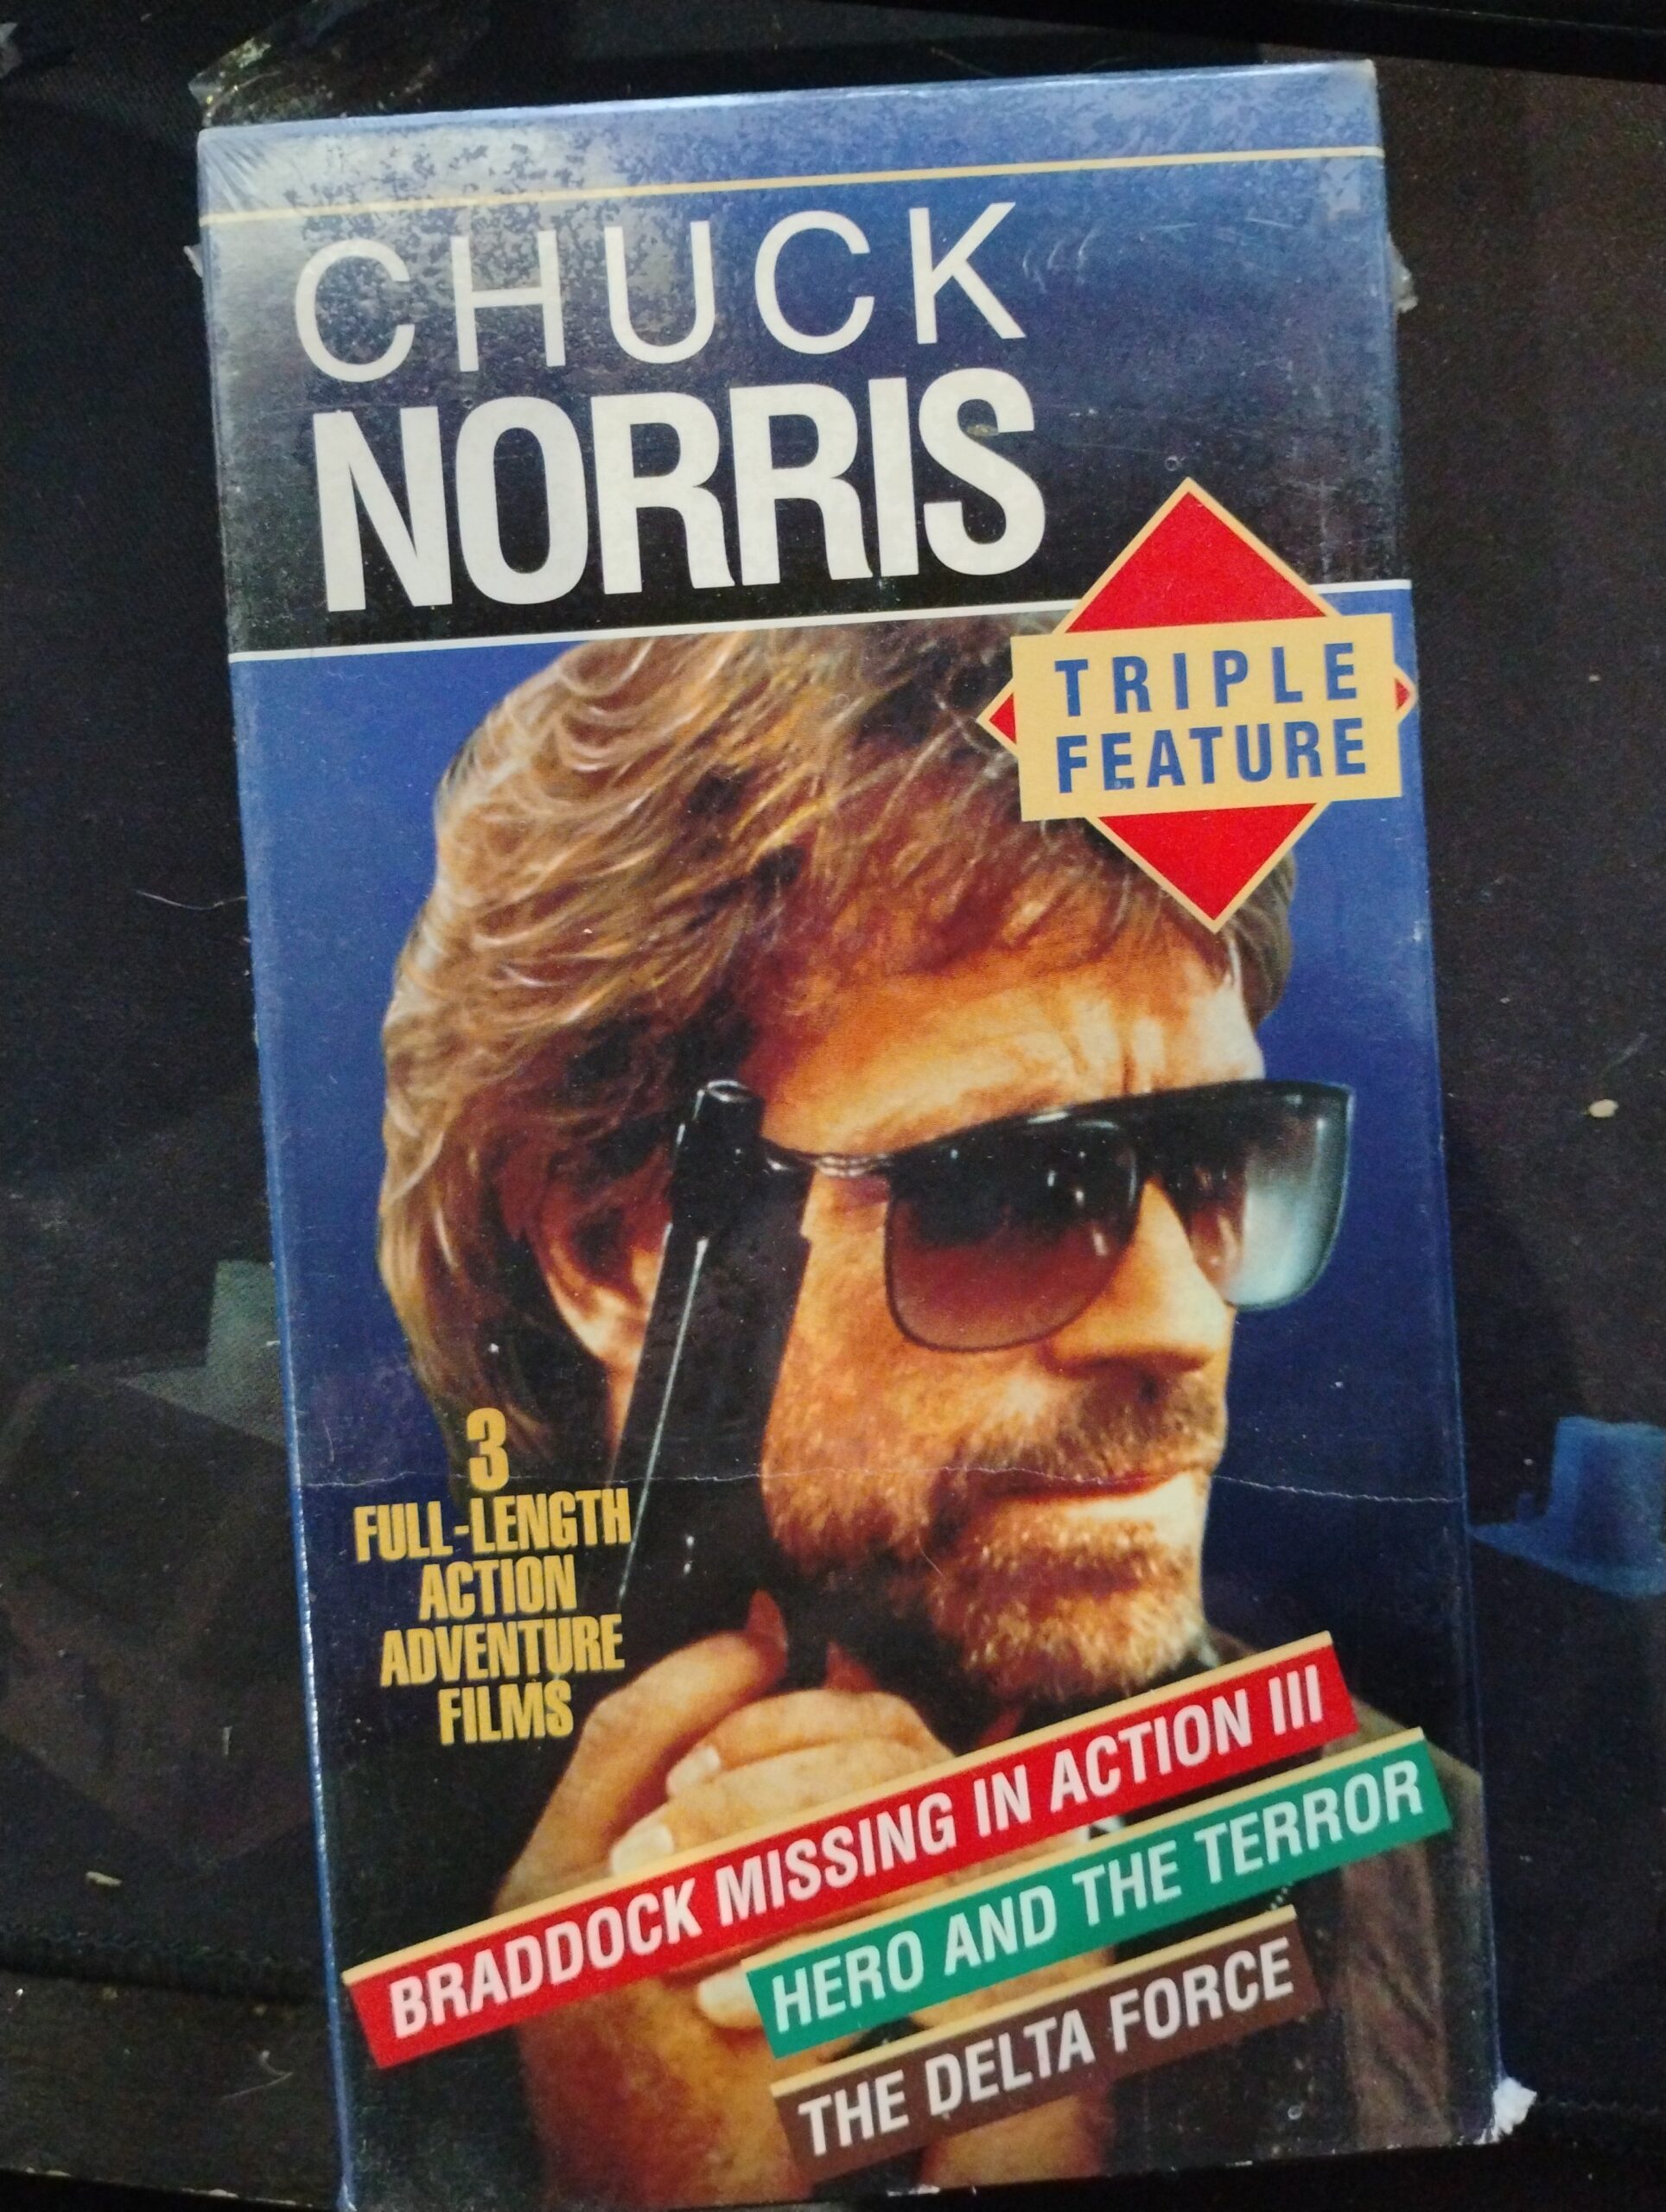 CHUCK
NORRIS
TRIPLE
FEATURE
3
FULL-LENGTH
ACTION
ADVENTURE
FILMS
BRADDOCK MISSING IN ACTION III
HERO AND THE TERROR
THE DELTA FORCE